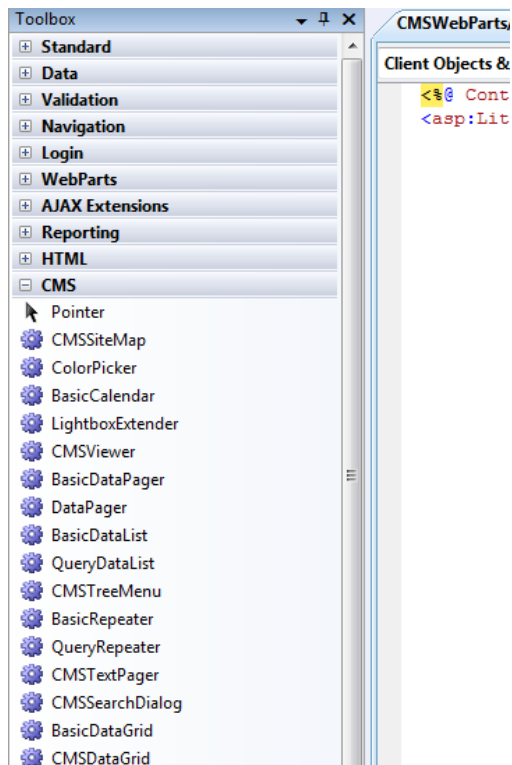 Toolbox
Standard
Data
Validation
Navigation
Login
WebParts
AJAX Extensions
Reporting
HTML
CMS
Pointer
CMSSiteMap
ColorPicker
BasicCalendar
LightboxExtender
CMSViewer
BasicDataPager
DataPager
BasicDataList
QueryDataList
CMSTreeMenu
BasicRepeater
QueryRepeater
CMSTextPager
CMSSearchDialog
BasicDataGrid
CMSDataGrid
CMSWebParts/
Client Objects &
<%@ Cont
<asp:Lit